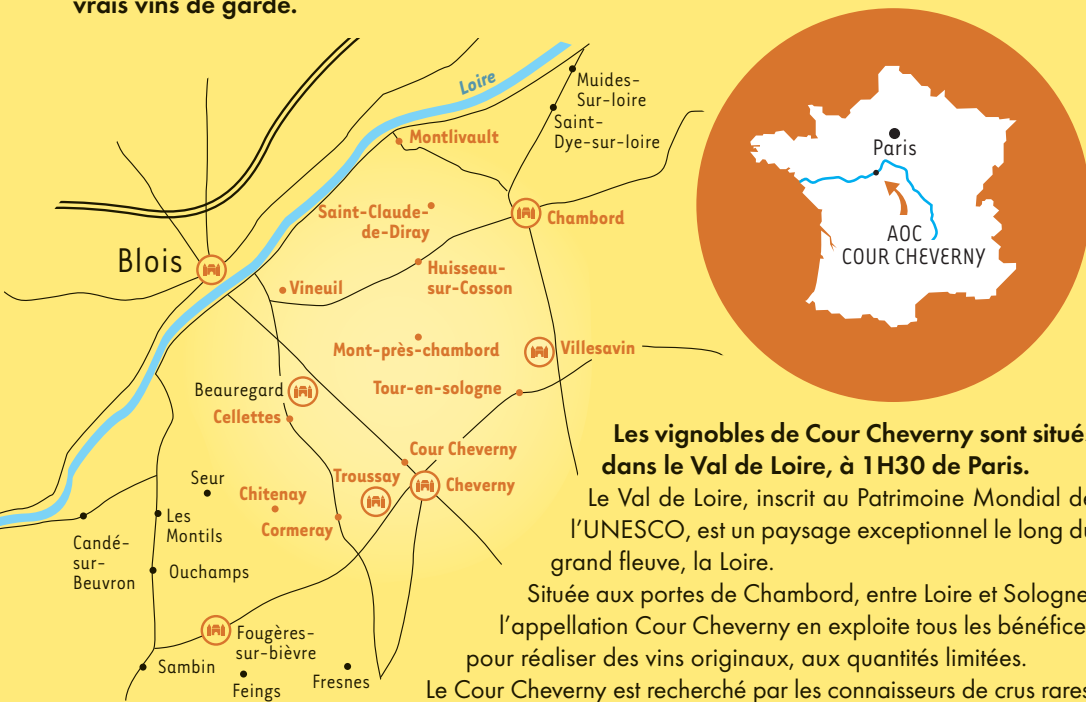 vrais vins de garde.
Loire
Muides-
Sur-loire
Saint-
Dye-sur-loire
Montlivault
Saint-Claude-
de-Diray
Chambord
Blois
Huisseau-
sur-Cosson
Vineuil
Mont-près-chambord
Villesavin
Beauregard
Tour-en-sologne
Cellettes
Cour Cheverny
Troussay
Cheverny
Seur
Chitenay
Les
Montils
Cormeray
Candé-
sur-
Beuvron
Ouchamps
Fougères-
sur-bièvre
Sambin
Feings
Fresnes
Paris
AOC
COUR CHEVERNY
Les vignobles de Cour Cheverny sont situé
dans le Val de Loire, à 1H30 de Paris.
Le Val de Loire, inscrit au Patrimoine Mondial de
l'UNESCO, est un paysage exceptionnel le long du
grand fleuve, la Loire.
Située aux portes de Chambord, entre Loire et Sologne
l'appellation Cour Cheverny en exploite tous les bénéfice
pour réaliser des vins originaux, aux quantités limitées.
Le Cour Cheverny est recherché par les connaisseurs de crus rares